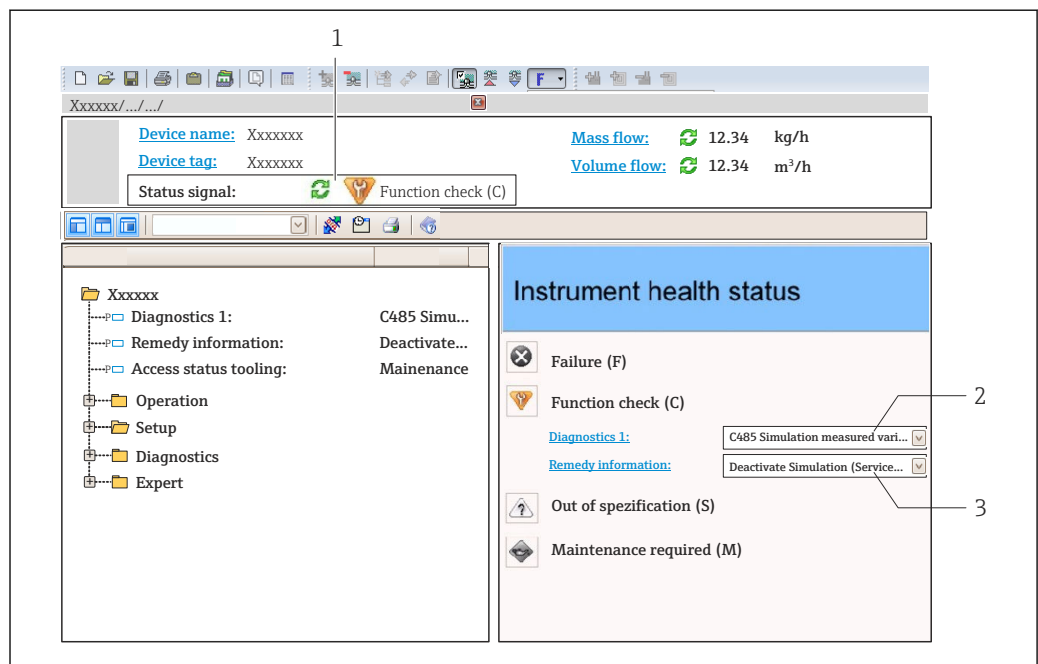 1
F
Xxxxxx/.../.../
Device name: Xxxxxxx
Mass flow: 12.34 kg/h
Device tag: Xxxxxxx
Volume flow: 12.34 m³/h
Status signal: Function check (C)
Xxxxxx
Diagnostics 1: C485 Simu...
Remedy information: Deactivate...
Access status tooling: Mainenance
Operation
Setup
Diagnostics
Expert
Instrument health status
Failure (F)
Function check (C)
2
Diagnostics 1: C485 Simulation measured vari...
Remedy information: Deactivate Simulation (Service...
Out of spezification (S)
3
Maintenance required (M)